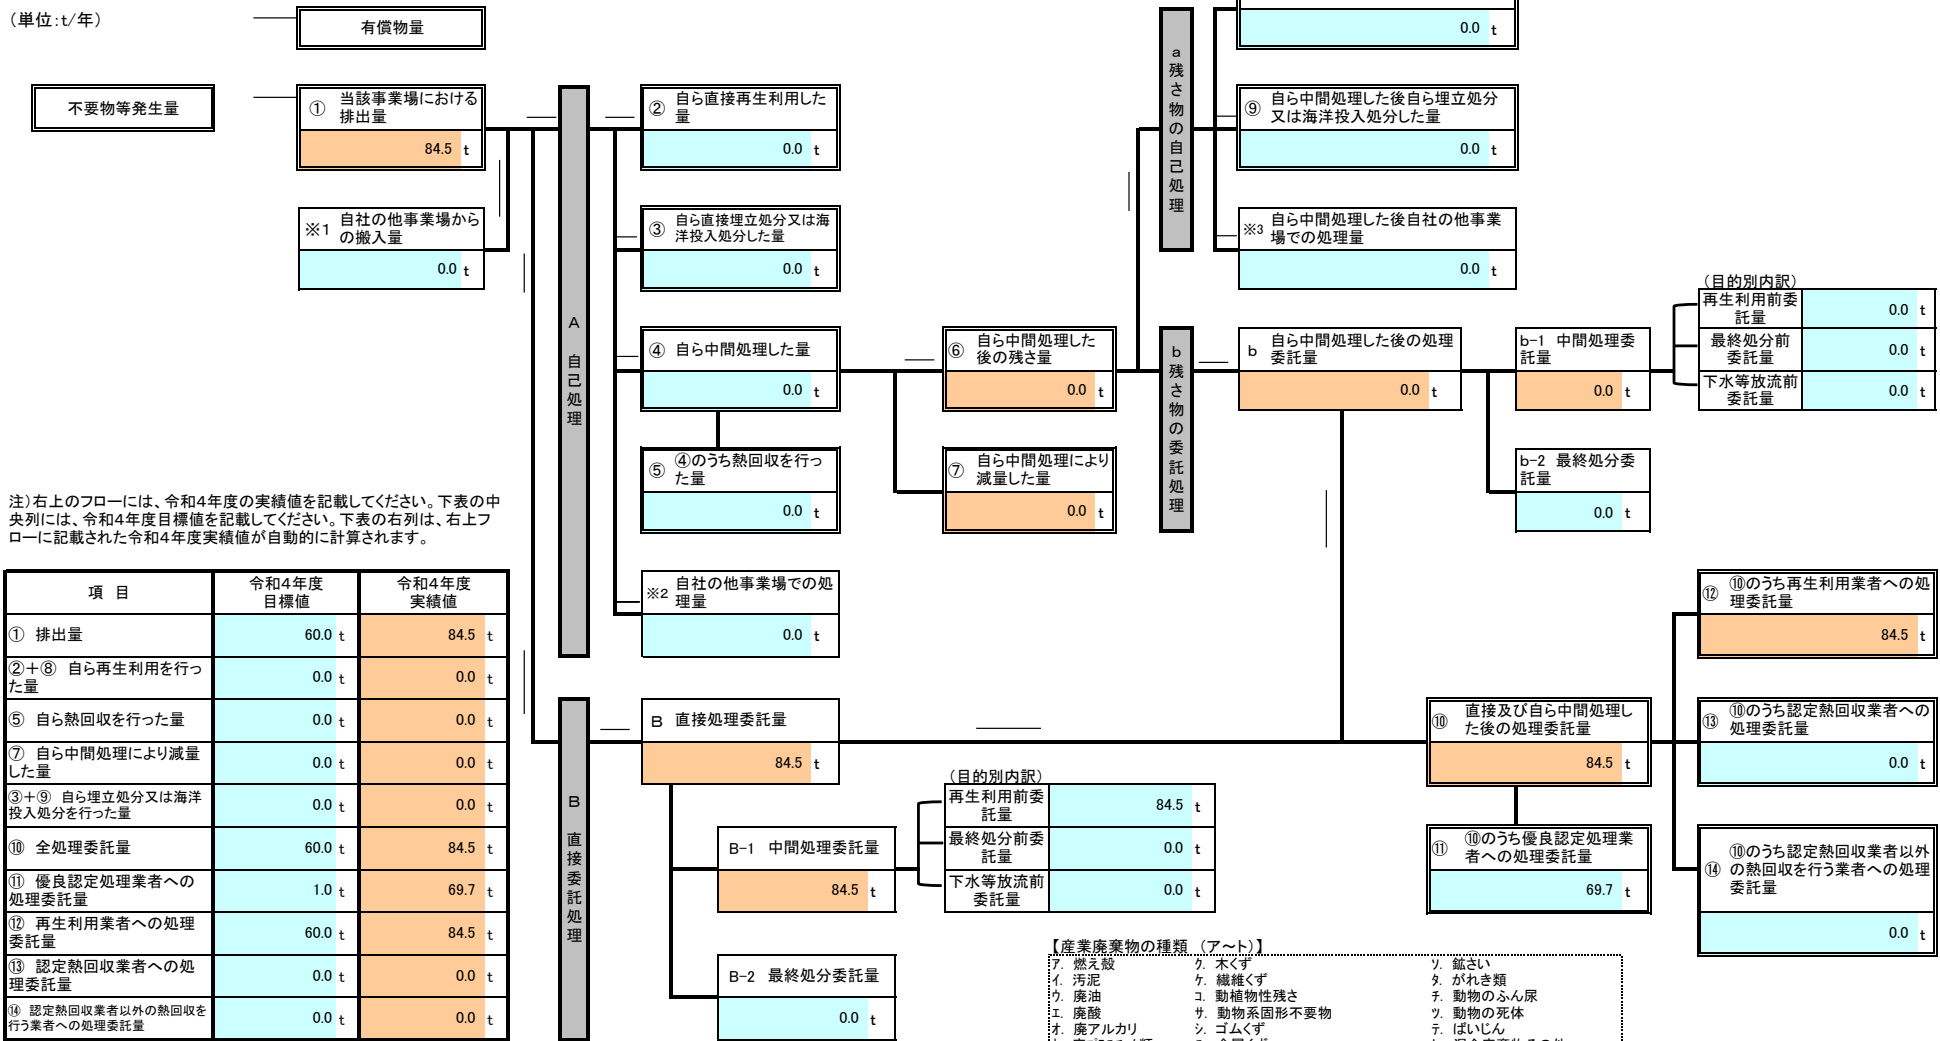 (単位:t/年)
有償物量
0.0 t
不要物等発生量
① 当該事業場における
排出量
84.5 t
※1 自社の他事業場から
の搬入量
0.0 t
A 自己処理
② 自ら直接再生利用した
量
0.0 t
③ 自ら直接埋立処分又は海
洋投入処分した量
0.0 t
④ 自ら中間処理した量
0.0 t
⑤ ④のうち熱回収を行っ
た量
0.0 t
※2 自社の他事業場での処
理量
0.0 t
⑥ 自ら中間処理した
後の残さ量
0.0 t
⑦ 自ら中間処理により
減量した量
0.0 t
a 残さ物の自己処理
⑨ 自ら中間処理した後自ら埋立処分
又は海洋投入処分した量
0.0 t
※3 自ら中間処理した後自社の他事業
場での処理量
0.0 t
b 残さ物の委託処理
b 自ら中間処理した後の処理
委託量
0.0 t
b-1 中間処理委
託量
0.0 t
b-2 最終処分委
託量
0.0 t
(目的別内訳)
再生利用前委
託量
0.0 t
最終処分前
委託量
0.0 t
下水等放流前
委託量
0.0 t
注)右上のフローには、令和4年度の実績値を記載してください。下表の中
央列には、令和4年度目標値を記載してください。下表の右列は、右上フ
ローに記載された令和4年度実績値が自動的に計算されます。
項 目 令和4年度 目標値 令和4年度 実績値
① 排出量 60.0 t 84.5 t
②+⑧ 自ら再生利用を行っ
た量 0.0 t 0.0 t
⑤ 自ら熱回収を行った量 0.0 t 0.0 t
⑦ 自ら中間処理により減量
した量 0.0 t 0.0 t
③+⑨ 自ら埋立処分又は海洋
投入処分を行った量 0.0 t 0.0 t
⑩ 全処理委託量 60.0 t 84.5 t
⑪ 優良認定処理業者への
処理委託量 1.0 t 69.7 t
⑫ 再生利用業者への処理
委託量 60.0 t 84.5 t
⑬ 認定熱回収業者への処
理委託量 0.0 t 0.0 t
⑭ 認定熱回収業者以外の熱回収を
行う業者への処理委託量 0.0 t 0.0 t
B 直接委託処理
B 直接処理委託量
84.5 t
B-1 中間処理委託量
84.5 t
B-2 最終処分委託量
0.0 t
(目的別内訳)
再生利用前委
託量
84.5 t
最終処分前委
託量
0.0 t
下水等放流前
委託量
0.0 t
⑩ 直接及び自ら中間処理し
た後の処理委託量
84.5 t
⑪ ⑩のうち優良認定処理業
者への処理委託量
69.7 t
⑫ ⑩のうち再生利用業者への処
理委託量
84.5 t
⑬ ⑩のうち認定熱回収業者への
処理委託量
0.0 t
⑭ ⑩のうち認定熱回収業者以外
の熱回収を行う業者への処理
委託量
0.0 t
【産業廃棄物の種類 (ア~ト)】
ア. 燃え殻 ク. 木くず ソ. 鉱さい
イ. 汚泥 ケ. 繊維くず タ. がれき類
ウ. 廃油 コ. 動植物性残さ チ. 動物のふん尿
エ. 廃酸 サ. 動物系固形不要物 ツ. 動物の死体
オ. 廃アルカリ シ. ゴムくず テ. ばいじん